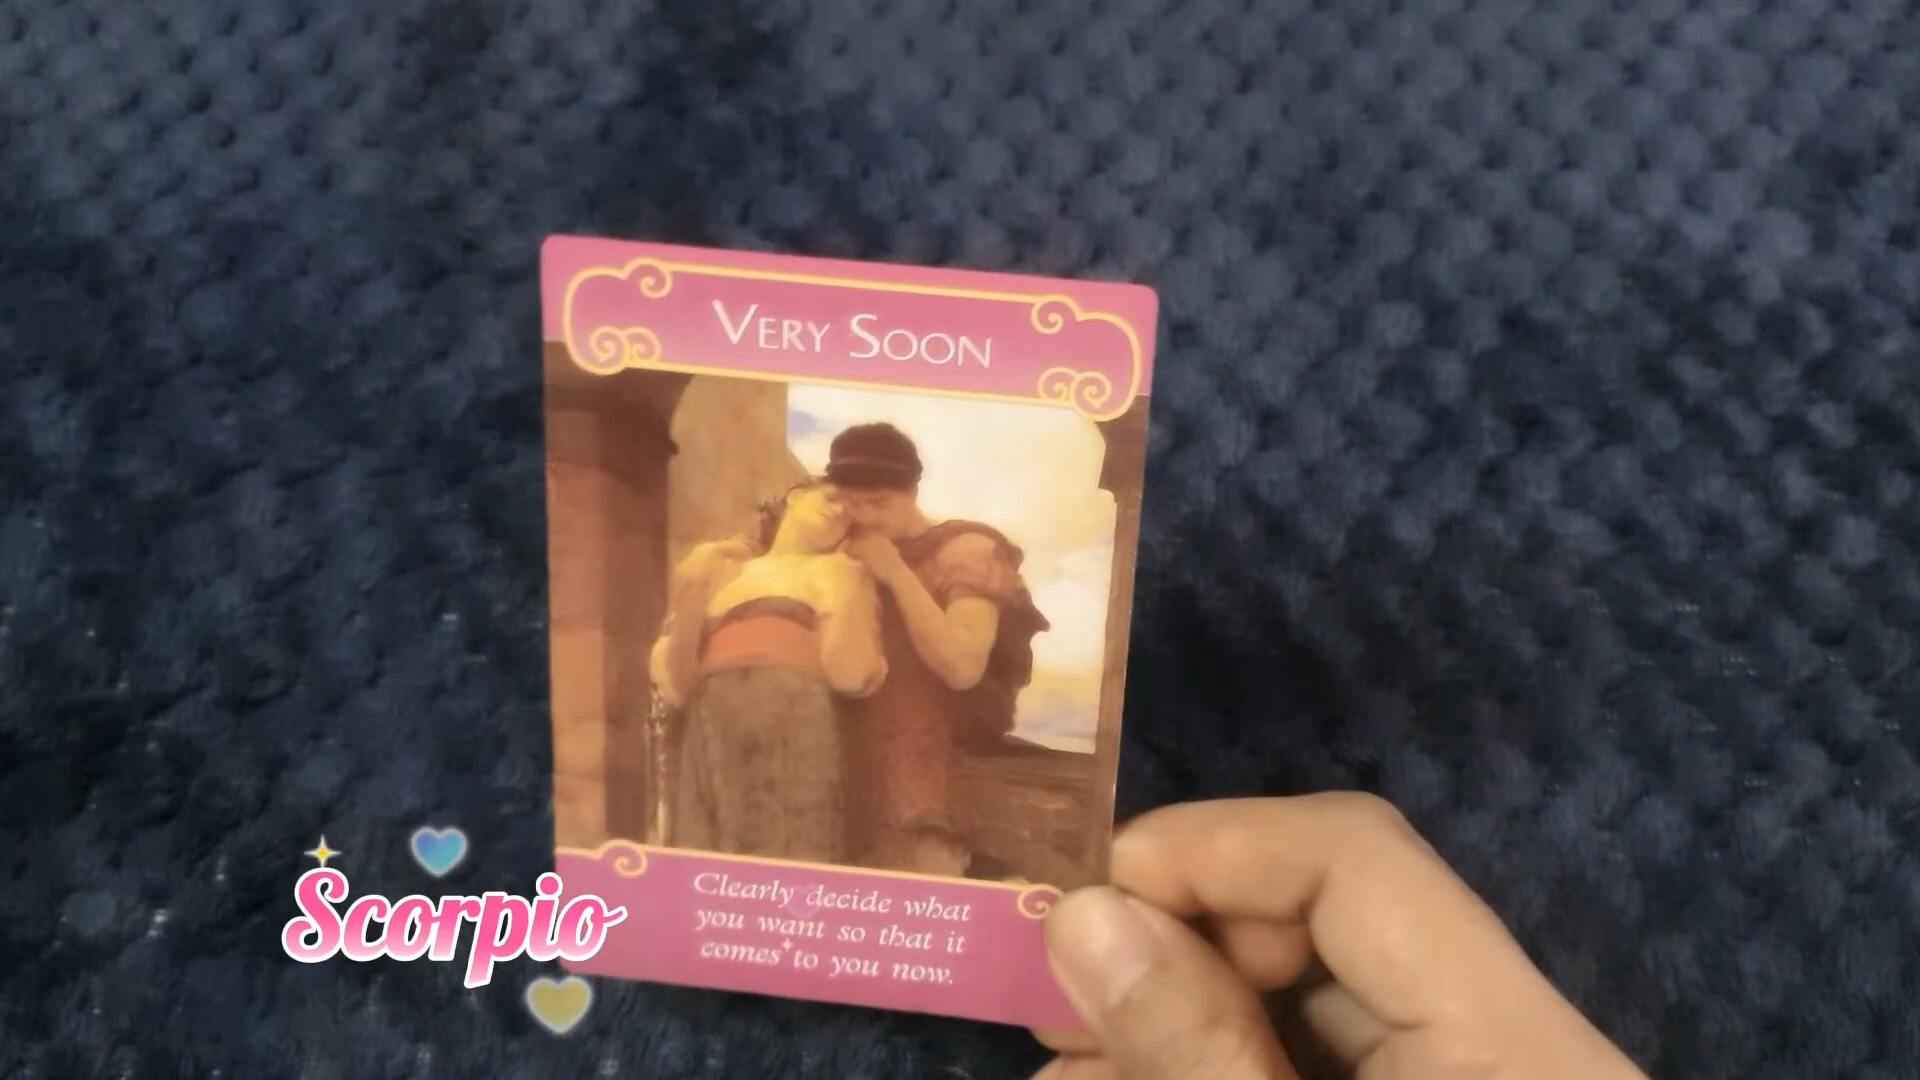 VERY SOON
Scorpio
Clearly decide what
you want so that it
comes to you now.